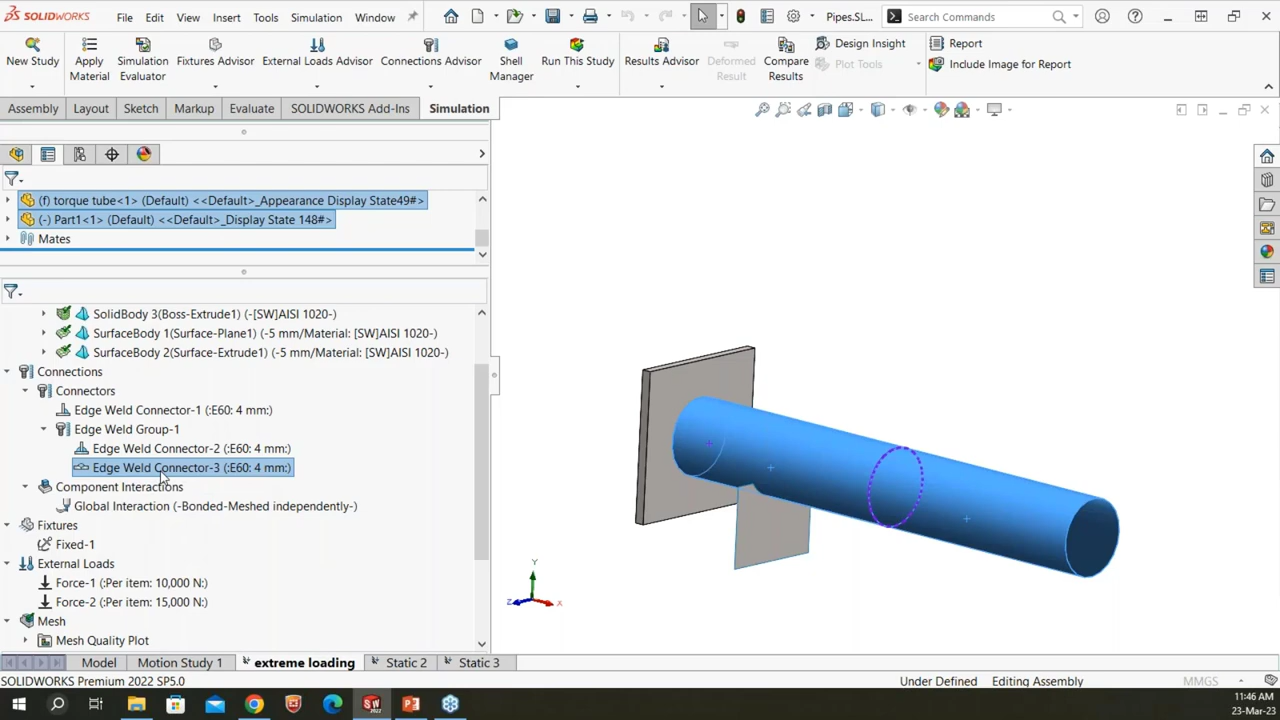 SOLIDWORKS File Edit View Insert Tools Simulation Window Pipes.SL... Search Commands
New Study
Apply Material
Simulation Evaluator
Fixtures Advisor
External Loads Advisor
Connections Advisor
Shell Manager
Run This Study
Results Advisor
Deformed Result
Compare Results
Design Insight
Plot Tools
Report
Include Image for Report
Assembly Layout Sketch Markup Evaluate SOLIDWORKS Add-Ins Simulation
(f) torque tube<1> (Default) <<Default>_Appearance Display State49#>
(-) Part1<1> (Default) <<Default>_Display State 148#>
Mates
SolidBody 3(Boss-Extrude1) (-[SW]AISI 1020-)
SurfaceBody 1(Surface-Plane1) (-5 mm/Material: [SW]AISI 1020-)
SurfaceBody 2(Surface-Extrude1) (-5 mm/Material: [SW]AISI 1020-)
Connections
Connectors
Edge Weld Connector-1 (:E60: 4 mm:)
Edge Weld Group-1
Edge Weld Connector-2 (:E60: 4 mm:)
Edge Weld Connector-3 (:E60: 4 mm:)
Component Interactions
Global Interaction (-Bonded-Meshed independently-)
Fixtures
Fixed-1
External Loads
Force-1 (:Per item: 10,000 N:)
Force-2 (:Per item: 15,000 N:)
Mesh
Mesh Quality Plot
Y
Z X
Model Motion Study 1 extreme loading Static 2 Static 3
SOLIDWORKS Premium 2022 SP5.0 Under Defined Editing Assembly MMGS
11:46 AM
23-Mar-23